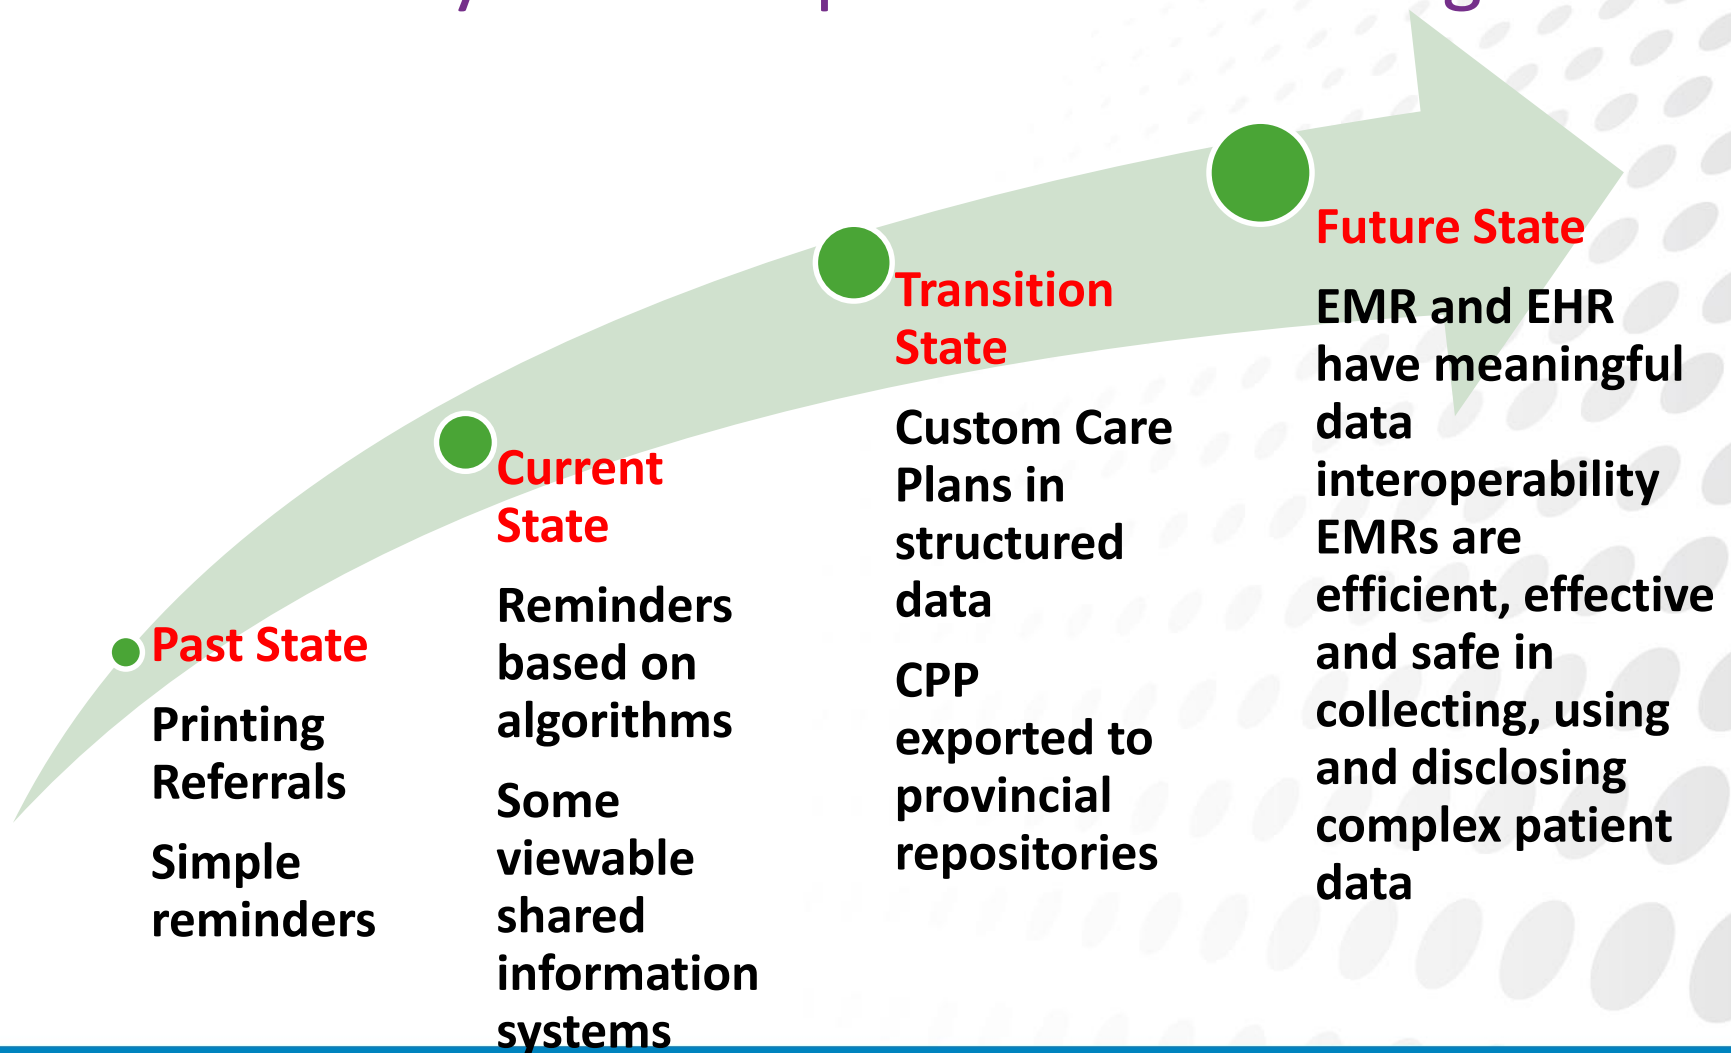 Past State
Printing
Referrals
Simple
reminders
Current
State
Reminders
based on
algorithms
Some
viewable
shared
information
systems
Transition
State
Custom Care
Plans in
structured
data
CPP
exported to
provincial
repositories
Future State
EMR and EHR
have meaningful
data
interoperability
EMRs are
efficient, effective
and safe in
collecting, using
and disclosing
complex patient
data